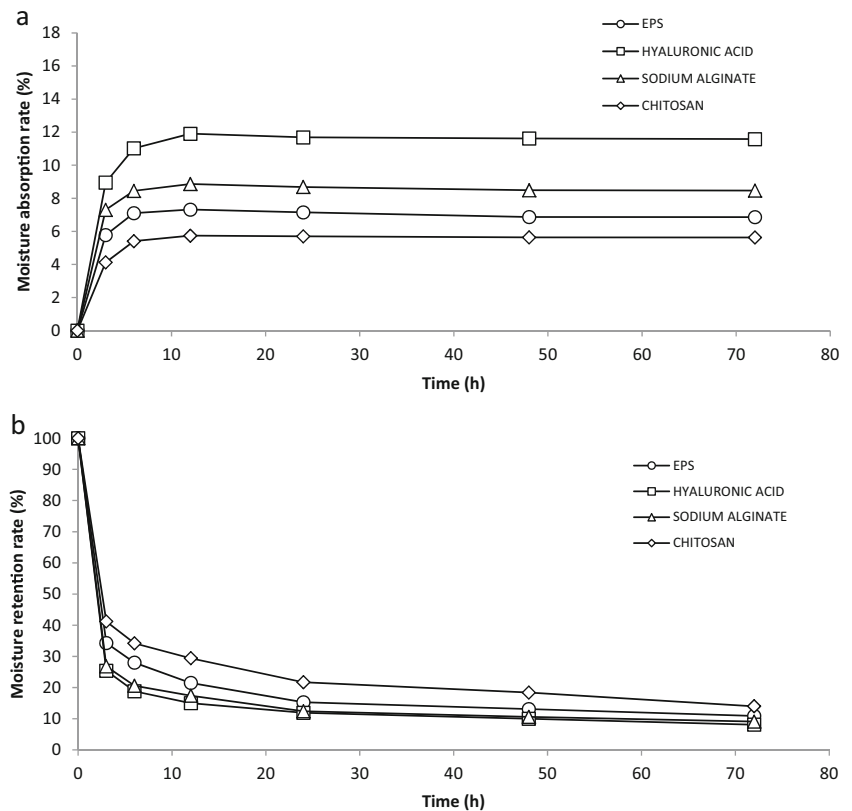 a
Moisture absorption rate (%)
18
16
14
12
10
8
6
4
2
0
0 10 20 30 40 50 60 70 80
Time (h)
EPS
HYALURONIC ACID
SODIUM ALGINATE
CHITOSAN
b
Moisture retention rate (%)
100
90
80
70
60
50
40
30
20
10
0
0 10 20 30 40 50 60 70 80
Time (h)
EPS
HYALURONIC ACID
SODIUM ALGINATE
CHITOSAN